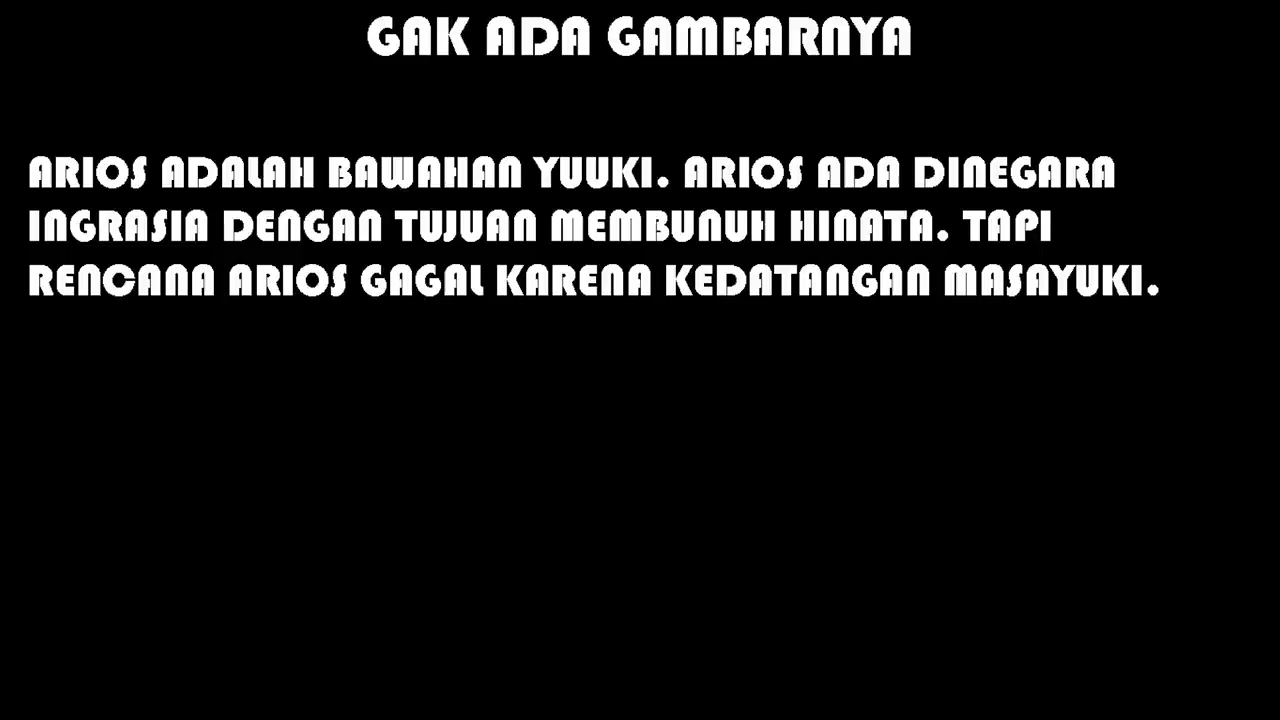 GAK ADA GAMBARNYA
ARIOS ADALAH BAWAHAN YUUKI. ARIOS ADA DINEGARA
INGRASIA DENGAN TUJUAN MEMBUNUH HINATA. TAPI
RENCANA ARIOS GAGAL KARENA KEDATANGAN MASAYUKI.